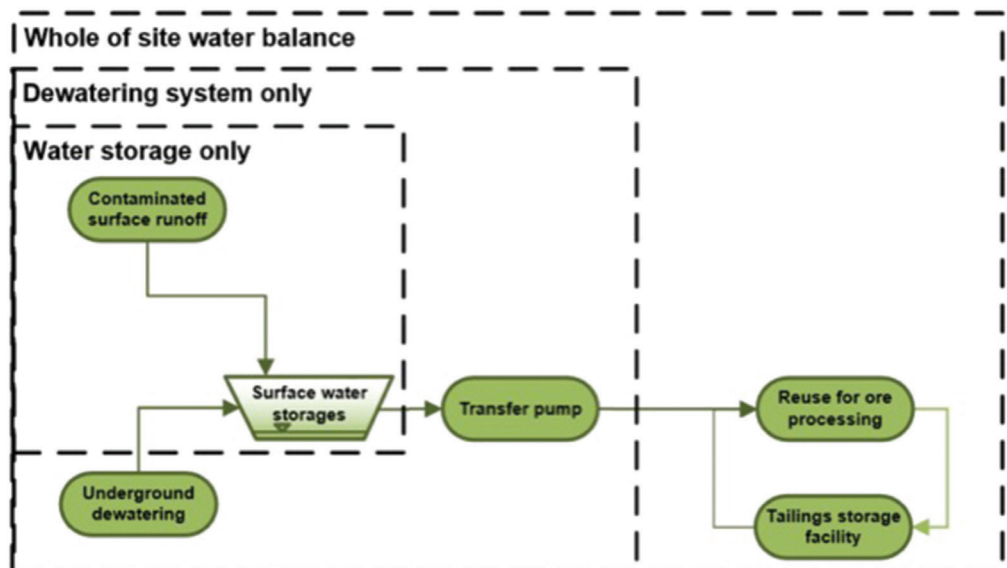 Whole of site water balance
Dewatering system only
Water storage only
Contaminated
surface runoff
Surface water
storages
Transfer pump
Reuse for ore
processing
Underground
dewatering
Tailings storage
facility